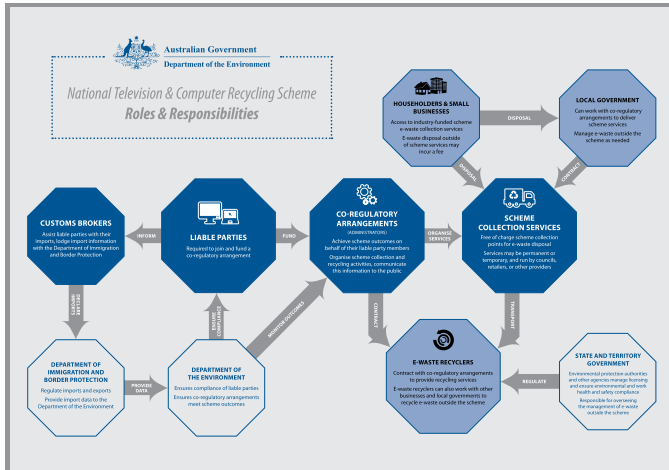 Australian Government
Department of the Environment
National Television & Computer Recycling Scheme
Roles & Responsibilities
HOUSEHOLDERS & SMALL
BUSINESSES
Access to industry-funded scheme
e-waste collection services
E-waste disposal outside
of scheme services may
incur a fee
DISPOSAL
LOCAL GOVERNMENT
Can work with co-regulatory
arrangements to deliver
scheme services
Manage e-waste outside the
scheme as needed
DISPOSAL
CONTRACT
CUSTOMS BROKERS
Assist liable parties with their
imports, lodge import information
with the Department of Immigration
and Border Protection
INFORM
LIABLE PARTIES
Required to join and fund a
co-regulatory arrangement
FUND
CO-REGULATORY
ARRANGEMENTS
(ADMINISTRATORS)
Achieve scheme outcomes on
behalf of their liable party members
Organise scheme collection and
recycling activities, communicate
this information to the public
ORGANISE
SERVICES
SCHEME
COLLECTION SERVICES
Free of charge scheme collection
points for e-waste disposal
Services may be permanent or
temporary, and run by councils,
retailers, or other providers
DECLARE
IMPORTS
ENSURE
COMPLIANCE
MONITOR OUTCOMES
CONTRACT
TRANSPORT
DEPARTMENT OF
IMMIGRATION AND
BORDER PROTECTION
Regulate imports and exports
Provide import data to the
Department of the Environment
PROVIDE
DATA
DEPARTMENT OF
THE ENVIRONMENT
Ensures compliance of liable parties
Ensures co-regulatory arrangements
meet scheme outcomes
E-WASTE RECYCLERS
Contract with co-regulatory arrangements
to provide recycling services
E-waste recyclers can also work with other
businesses and local governments to
recycle e-waste outside the scheme
REGULATE
STATE AND TERRITORY
GOVERNMENT
Environmental protection authorities
and other agencies manage licensing
and ensure environmental and work
health and safety compliance
Responsible for overseeing
the management of e-waste
outside the scheme